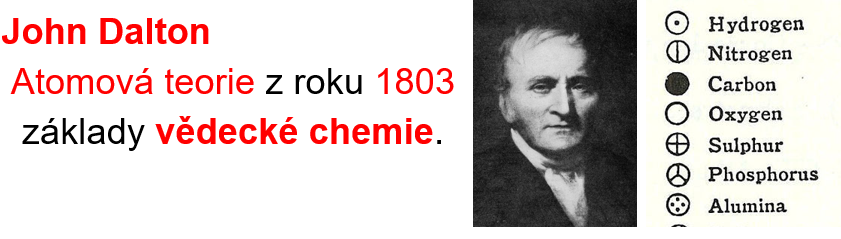 John Dalton
Atomová teorie z roku 1803
základy vědecké chemie.
Hydrogen
Nitrogen
Carbon
Oxygen
Sulphur
Phosphorus
Alumina